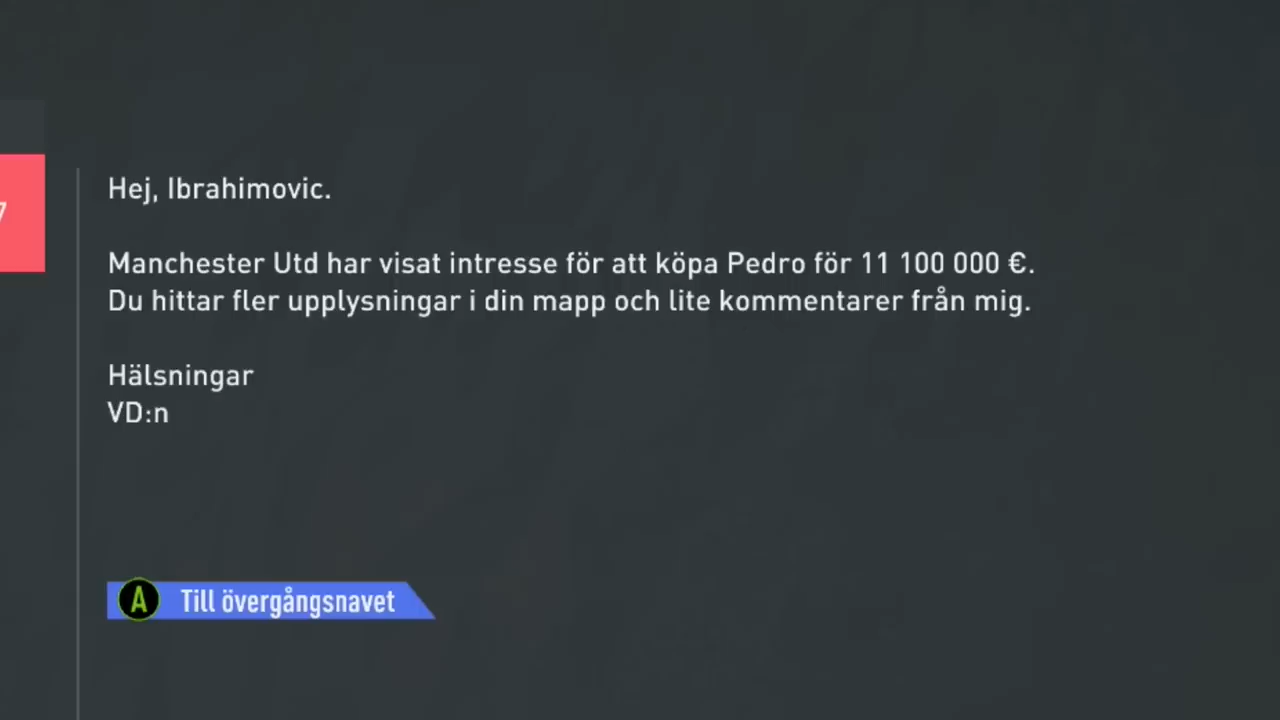 7
Hej, Ibrahimovic.
Manchester Utd har visat intresse för att köpa Pedro för 11 100 000 €.
Du hittar fler upplysningar i din mapp och lite kommentarer från mig.
Hälsningar
VD:n
A Till övergångsnavet